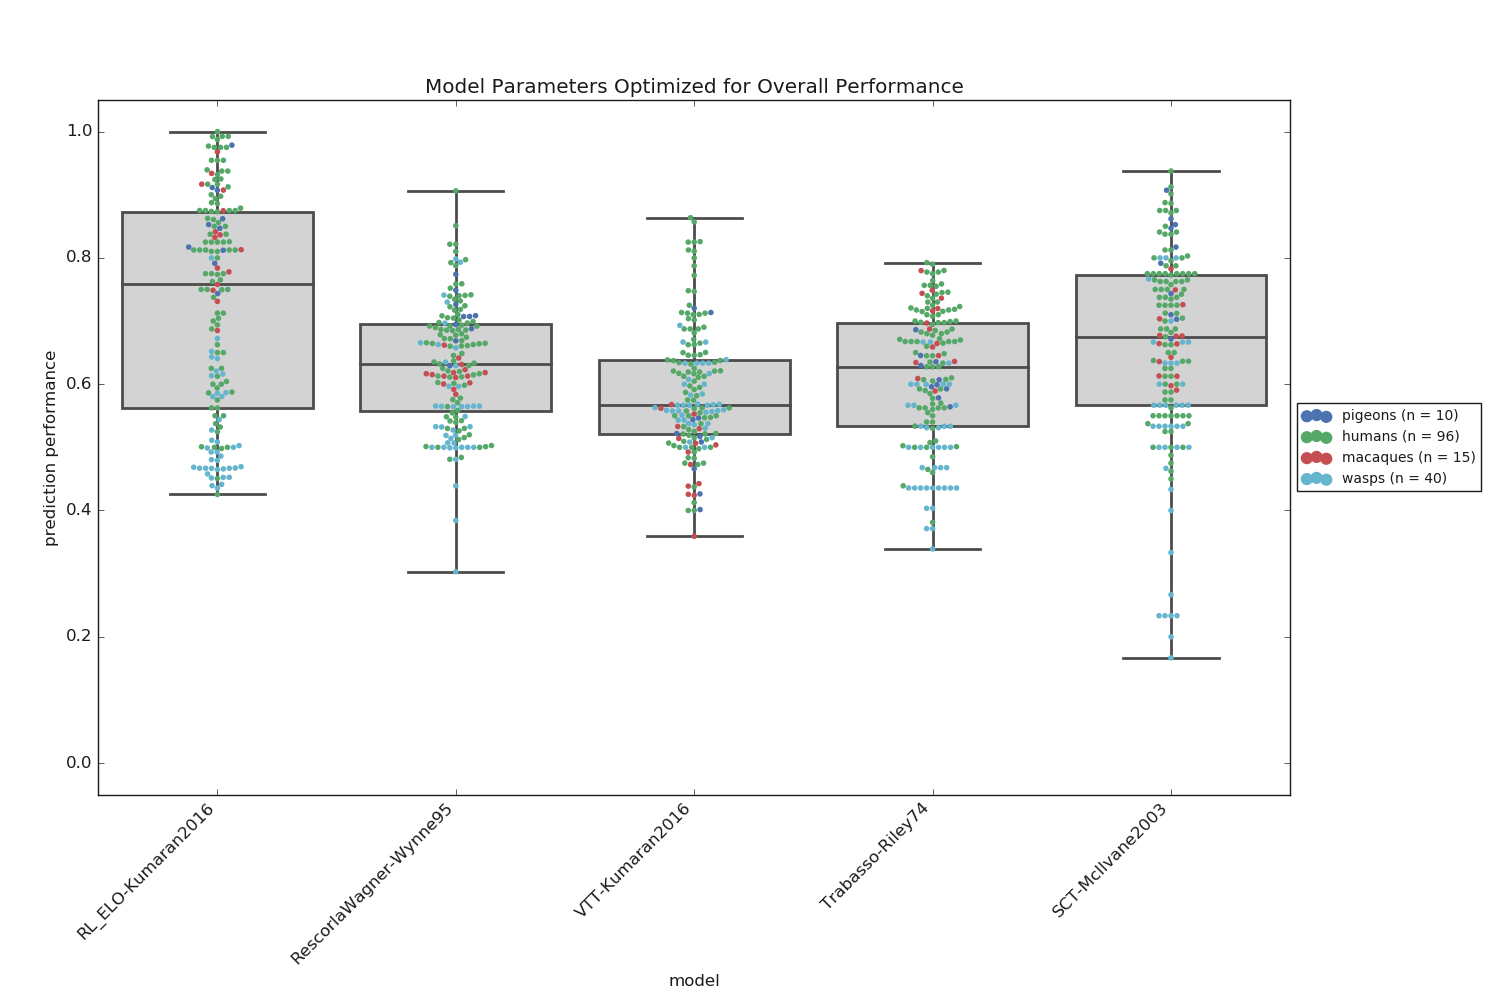 Model Parameters Optimized for Overall Performance
1.0
0.8
0.6
0.4
0.2
0.0
prediction performance
pigeons (n = 10)
humans (n = 96)
macaques (n = 15)
wasps (n = 40)
RL_ELO-Kumaran2016
RescorlaWagner-Wynne95
VTT-Kumaran2016
Trabasso-Riley74
SCT-McIlvane2003
model